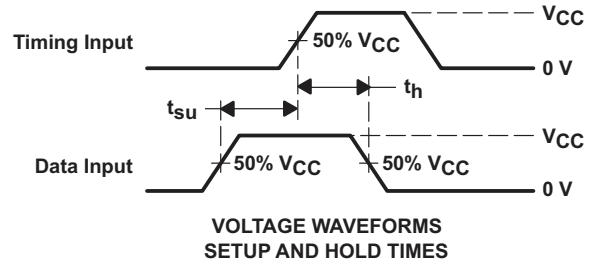 VCC
Timing Input
50% VCC
0 V
th
tsu
VCC
Data Input
50% VCC
50% VCC
0 V
VOLTAGE WAVEFORMS
SETUP AND HOLD TIMES